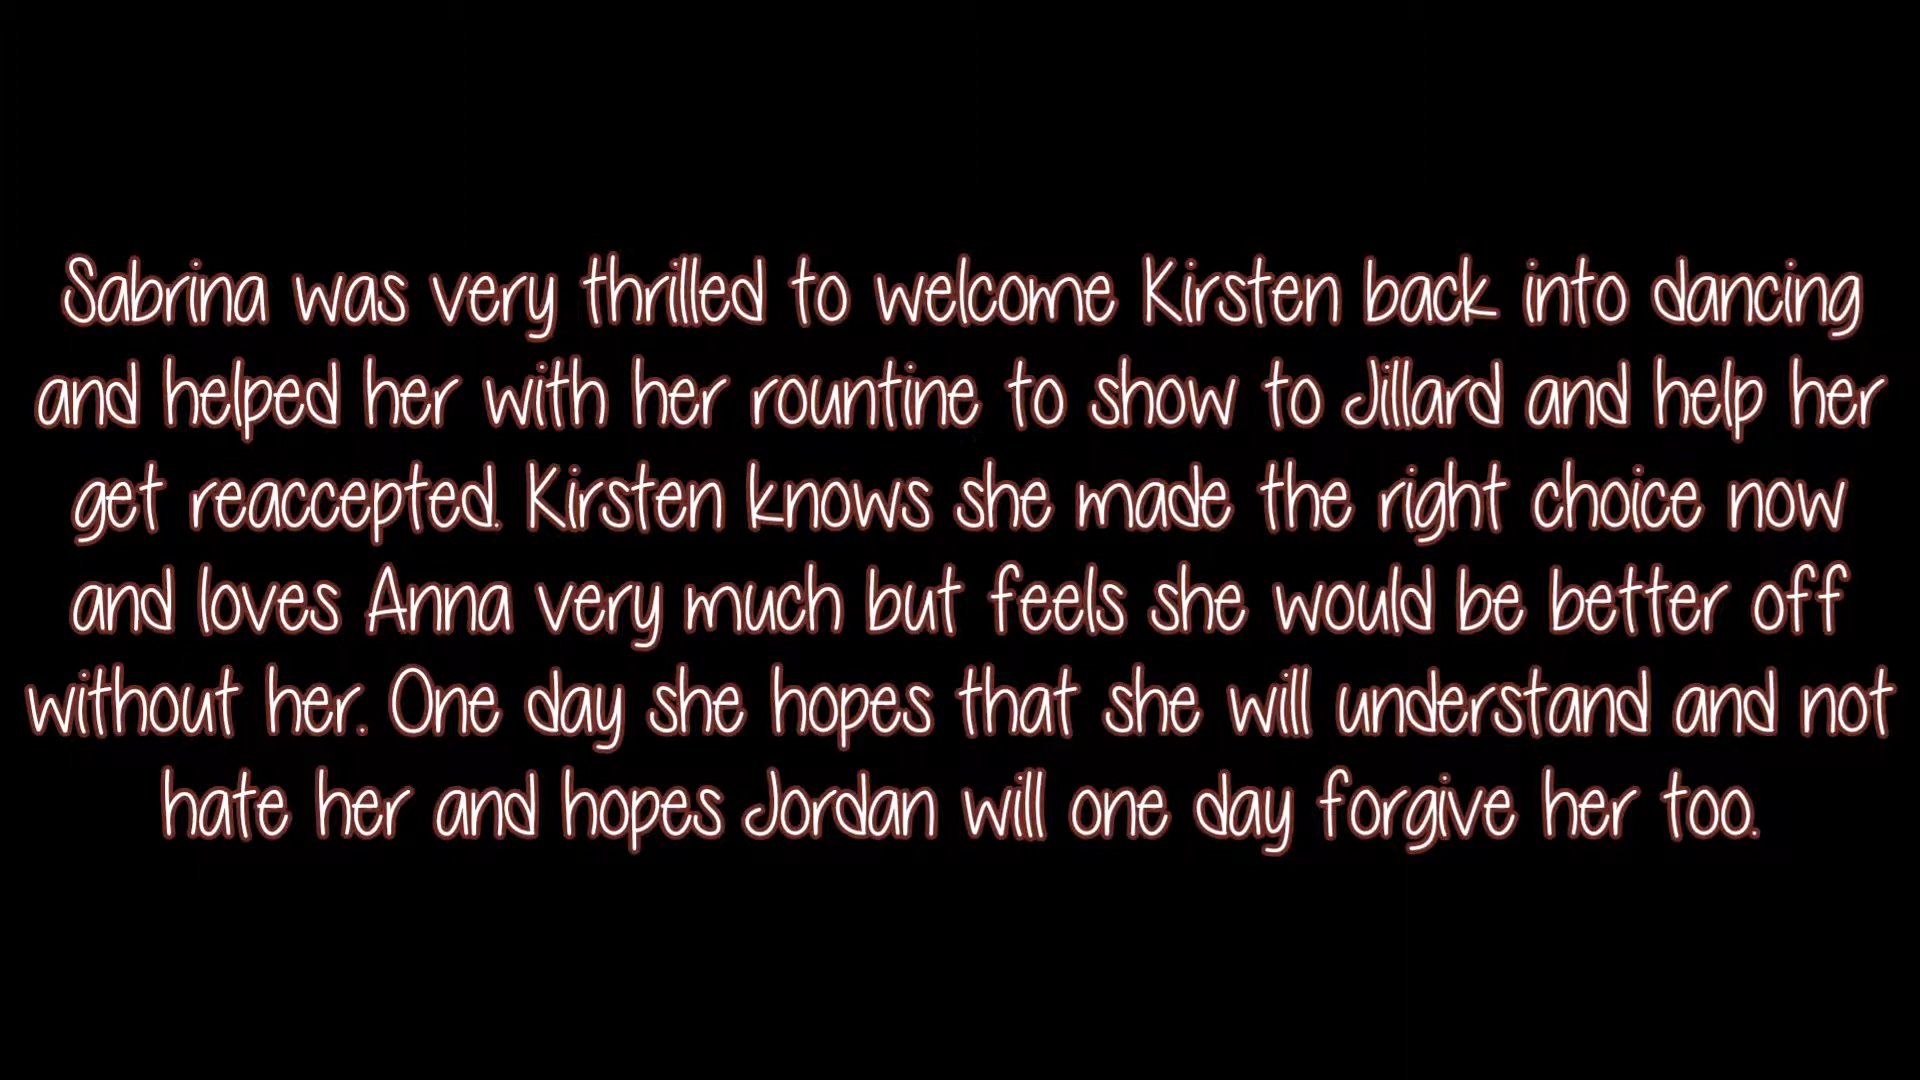 Sabrina was very thrilled to welcome Kirsten back into dancing
and helped her with her rountine to show to Jillard and help her
get reaccepted. Kirsten knows she made the right choice now
and loves Anna very much but feels she would be better off
without her. One day she hopes that she will understand and not
hate her and hopes Jordan will one day forgive her too.